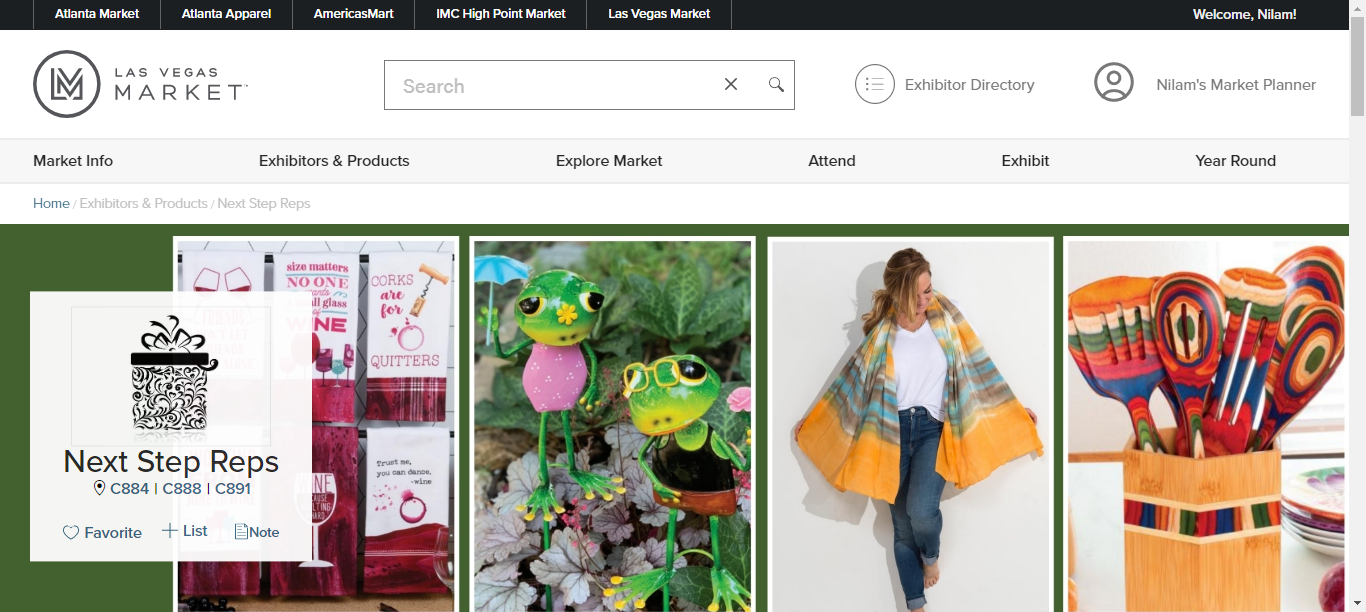 Atlanta Market
Atlanta Apparel
AmericasMart
IMC High Point Market
Las Vegas Market
Welcome, Nilam!
LAS VEGAS
MARKET
Search
Exhibitor Directory
Nilam's Market Planner
Market Info
Exhibitors & Products
Explore Market
Attend
Exhibit
Year Round
Home / Exhibitors & Products / Next Step Reps
size matters
NO ONE
wants
a small glass
of
WINE
CORKS
are
for
QUITTERS
Next Step Reps
C884 | C888 | C891
Favorite
List
Note
WINE
BECAUSE
Trust me,
you can dance.
-wine